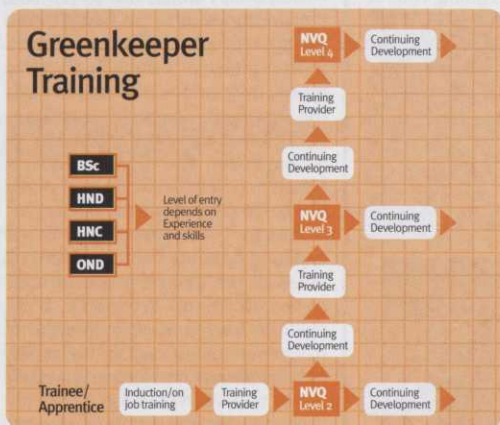 Greenkeeper
Training
NVQ
Level 4
Continuing
Development
Training
Provider
Continuing
Development
BSc
HND
HNC
OND
Level of entry
depends on
Experience
and skills
NVQ
Level 3
Continuing
Development
Training
Provider
Continuing
Development
Trainee/
Apprentice
Induction/on
job training
Training
Provider
NVQ
Level 2
Continuing
Development